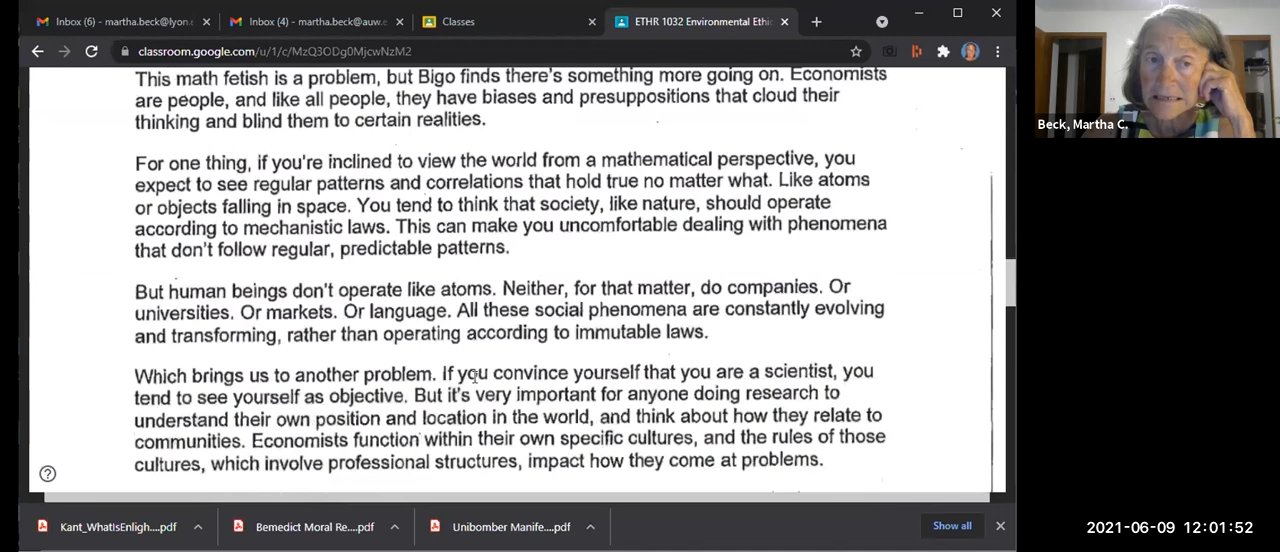 Inbox (6) - martha.beck@lyon.e
Inbox (4) - martha.beck@auw.e
Classes
ETHR 1032 Environmental Ethic
classroom.google.com/u/1/c/MzQ3ODg0MjcwNzM2
This math fetish is a problem, but Bigo finds there's something more going on. Economists
are people, and like all people, they have biases and presuppositions that cloud their
thinking and blind them to certain realities.
For one thing, if you're inclined to view the world from a mathematical perspective, you
expect to see regular patterns and correlations that hold true no matter what. Like atoms
or objects falling in space. You tend to think that society, like nature, should operate
according to mechanistic laws. This can make you uncomfortable dealing with phenomena
that don't follow regular, predictable patterns.
But human beings don't operate like atoms. Neither, for that matter, do companies. Or
universities. Or markets. Or language. All these social phenomena are constantly evolving
and transforming, rather than operating according to immutable laws.
Which brings us to another problem. If you convince yourself that you are a scientist, you
tend to see yourself as objective. But it's very important for anyone doing research to
understand their own position and location in the world, and think about how they relate to
communities. Economists function within their own specific cultures, and the rules of those
cultures, which involve professional structures, impact how they come at problems.
Kant_WhatIsEnligh....pdf
Bemedict Moral Re....pdf
Unibomber Manife....pdf
Show all
Beck, Martha C.
2021-06-09 12:01:52